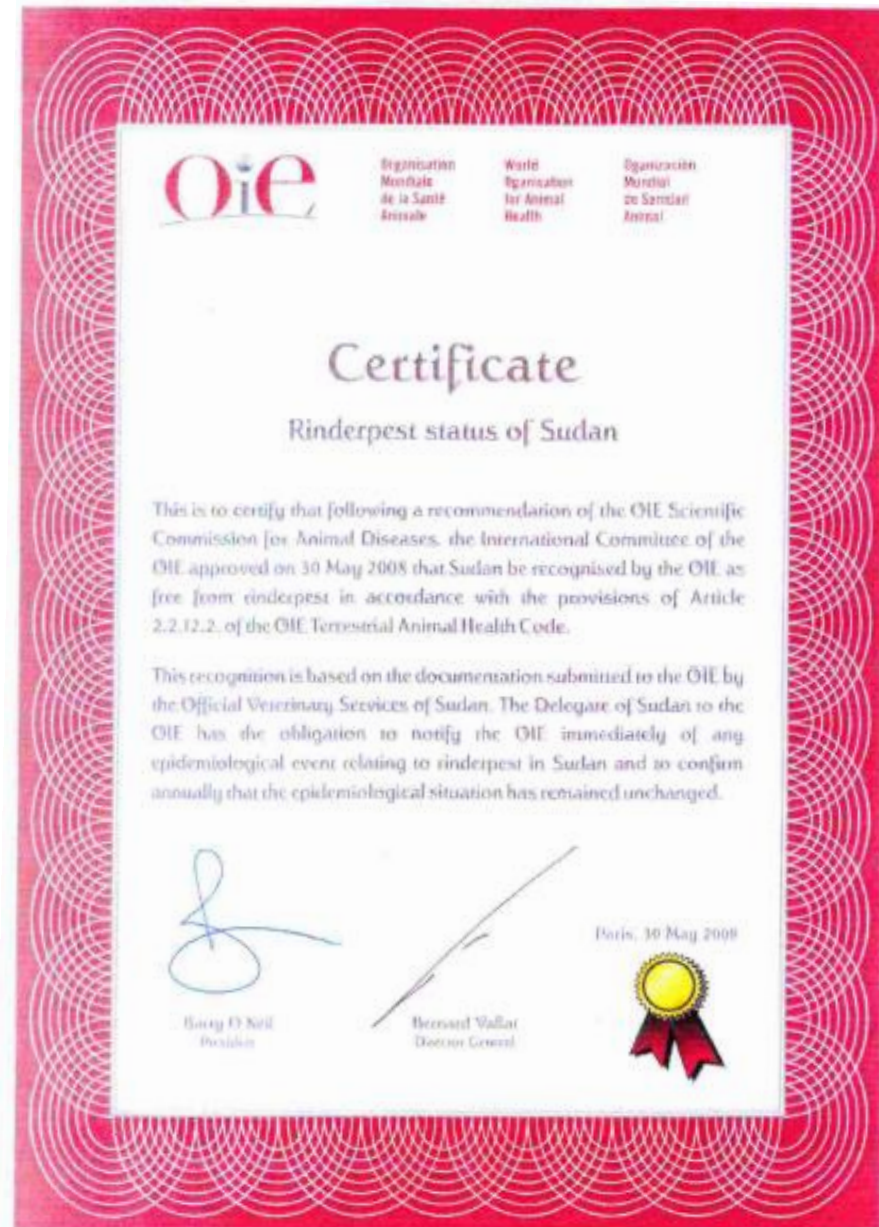 OiE
Organisation
Mondiale
de la Santé
Animale
World
Organisation
for Animal
Health
Organización
Mundial
de Sanidad
Animal
Certificate
Rinderpest status of Sudan
This is to certify that following a recommendation of the OIE Scientific
Commission for Animal Diseases, the International Committee of the
OIE approved on 30 May 2008 that Sudan be recognised by the OIE as
free from rinderpest in accordance with the provisions of Article
2.2.12.2. of the OIE Terrestrial Animal Health Code.
This recognition is based on the documentation submitted to the OIE by
the Official Veterinary Services of Sudan. The Delegate of Sudan to the
OIE has the obligation to notify the OIE immediately of any
epidemiological event relating to rinderpest in Sudan and to confirm
annually that the epidemiological situation has remained unchanged.
Paris, 30 May 2008
Barry O'Neil
President
Bernard Vallat
Director General